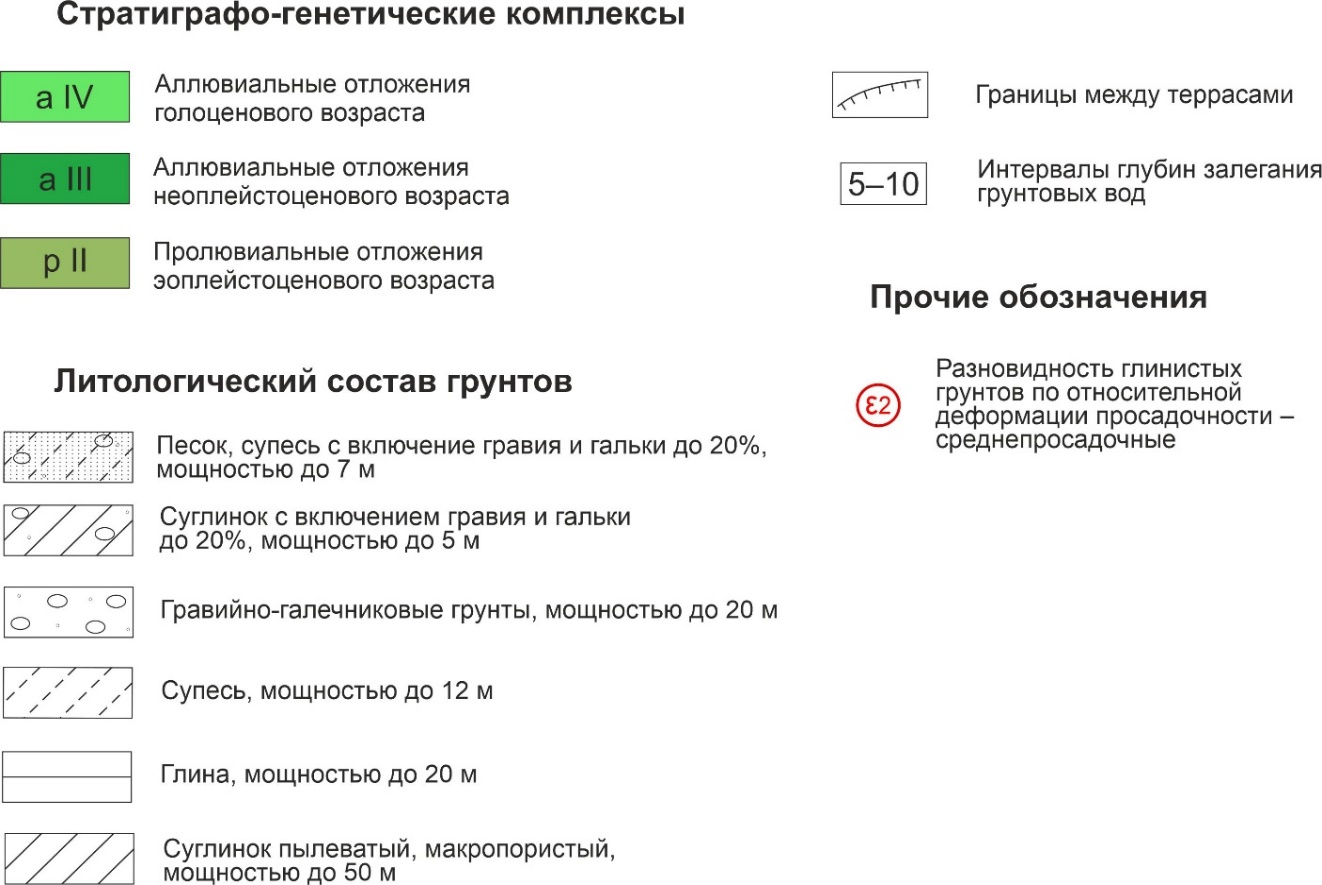 Стратиграфо-генетические комплексы
a IV
Аллювиальные отложения
голоценового возраста
a III
Аллювиальные отложения
неоплейстоценового возраста
p II
Пролювиальные отложения
эоплейстоценового возраста
Литологический состав грунтов
Песок, супесь с включение гравия и гальки до 20%,
мощностью до 7 м
Суглинок с включением гравия и гальки
до 20%, мощностью до 5 м
Гравийно-галечниковые грунты, мощностью до 20 м
Супесь, мощностью до 12 м
Глина, мощностью до 20 м
Суглинок пылеватый, макропористый,
мощностью до 50 м
Границы между террасами
5–10
Интервалы глубин залегания
грунтовых вод
Прочие обозначения
ε2
Разновидность глинистых
грунтов по относительной
деформации просадочности –
среднепросадочные